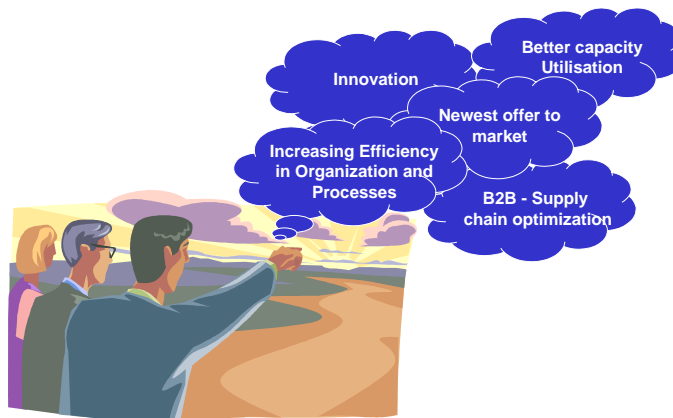 Better capacity
Utilisation
Innovation
Newest offer to
market
Increasing Efficiency
in Organization and
Processes
B2B - Supply
chain optimization